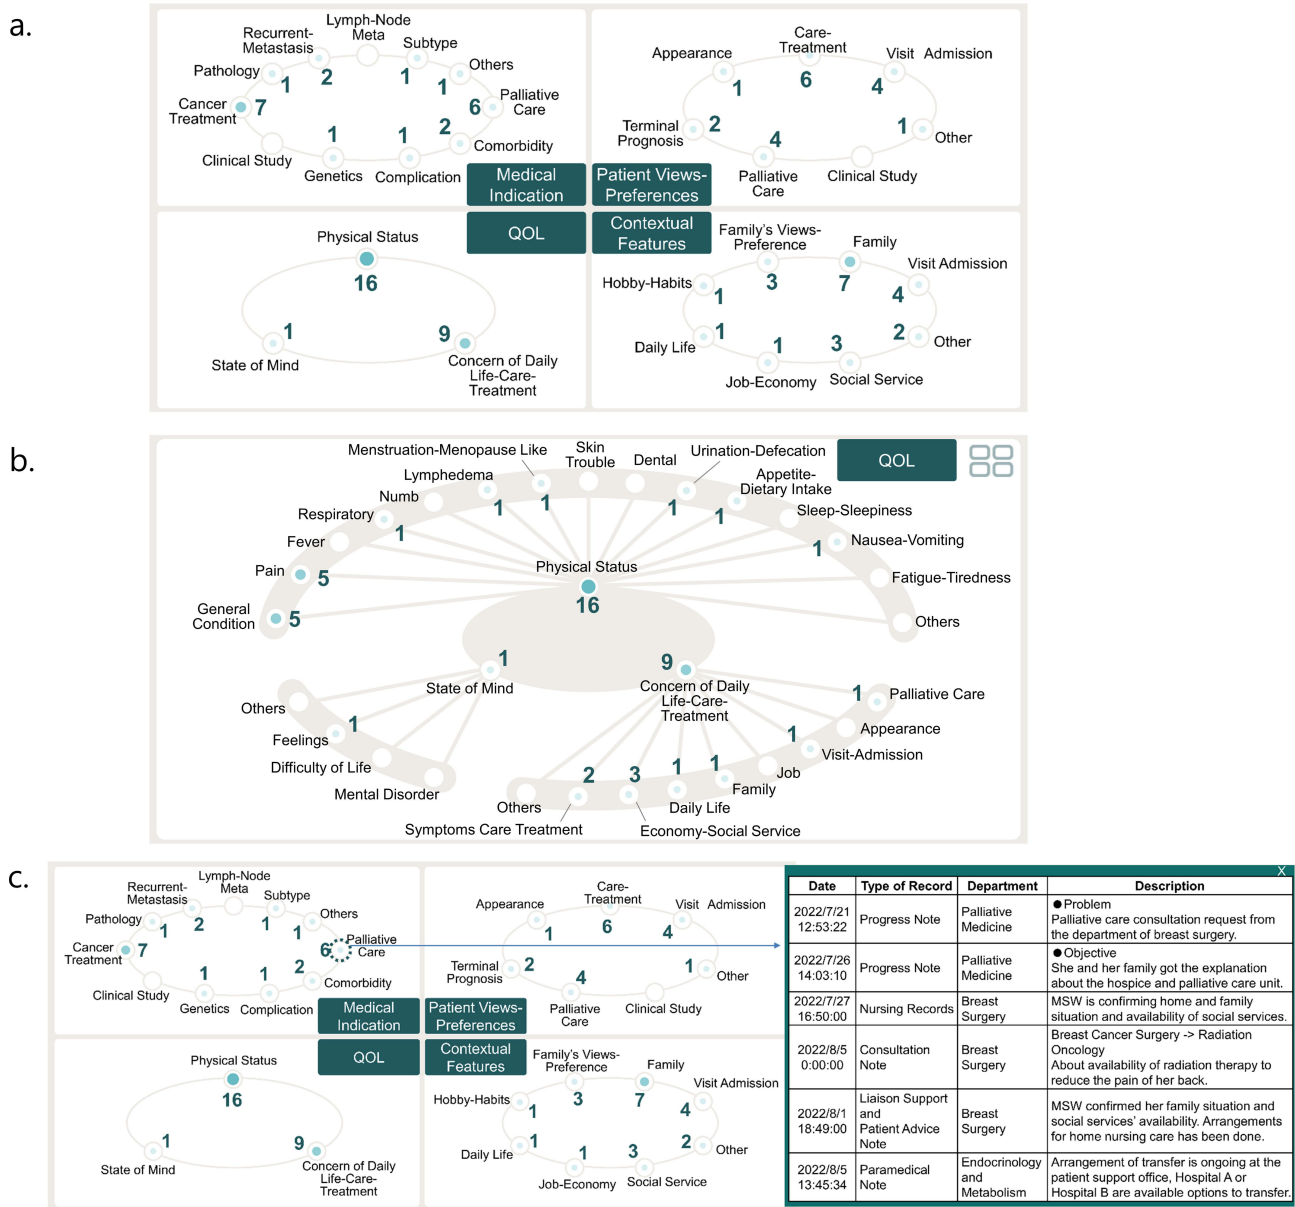 a.
Lymph-Node
Meta
Recurrent-
Metastasis
Subtype
Pathology
Others
1
2
1
1
Cancer
Treatment
7
6
Palliative
Care
1
1
2
Clinical Study
Comorbidity
Genetics
Complication
Medical
Indication
Care-
Treatment
Appearance
Visit Admission
1
6
4
Terminal
Prognosis
2
4
1
Other
Palliative
Care
Clinical Study
Patient Views-
Preferences
QOL
Physical Status
16
1
9
State of Mind
Concern of Daily
Life-Care-
Treatment
Contextual
Features
Family's Views-
Preference
Family
Hobby-Habits
Visit Admission
1
3
7
4
Daily Life
1
1
3
2
Other
Job-Economy
Social Service
b.
QOL
Menstruation-Menopause Like
Skin
Trouble
Dental
Urination-Defecation
Lymphedema
Appetite-
Dietary Intake
Numb
Sleep-Sleepiness
Respiratory
1
1
1
1
1
Fever
1
Nausea-Vomiting
Pain
5
Physical Status
16
Fatigue-Tiredness
General
Condition
5
Others
1
State of Mind
9
Concern of Daily
Life-Care-
Treatment
Others
1
Feelings
Difficulty of Life
Mental Disorder
1
Palliative Care
Appearance
1
Visit-Admission
Job
2
3
1
1
Family
Others
Daily Life
Symptoms Care Treatment
Economy-Social Service
c.
Lymph-Node
Meta
Recurrent-
Metastasis
Subtype
Pathology
Others
1
2
1
1
Cancer
Treatment
7
6
Palliative
Care
1
1
2
Clinical Study
Comorbidity
Genetics
Complication
Medical
Indication
Care-
Treatment
Appearance
Visit Admission
1
6
4
Terminal
Prognosis
2
4
1
Other
Palliative
Care
Clinical Study
Patient Views-
Preferences
QOL
Physical Status
16
1
9
State of Mind
Concern of Daily
Life-Care-
Treatment
Contextual
Features
Family's Views-
Preference
Family
Hobby-Habits
Visit Admission
1
3
7
4
Daily Life
1
1
3
2
Other
Job-Economy
Social Service
X
Date Type of Record Department Description
2022/7/21
12:53:22
Progress Note
Palliative
Medicine
●Problem
Palliative care consultation request from
the department of breast surgery.
2022/7/26
14:03:10
Progress Note
Palliative
Medicine
●Objective
She and her family got the explanation
about the hospice and palliative care unit.
2022/7/27
16:50:00
Nursing Records
Breast
Surgery
MSW is confirming home and family
situation and availability of social services.
2022/8/5
0:00:00
Consultation
Note
Breast
Surgery
Breast Cancer Surgery -> Radiation
Oncology
About availability of radiation therapy to
reduce the pain of her back.
2022/8/1
18:49:00
Liaison Support
and
Patient Advice
Note
Breast
Surgery
MSW confirmed her family situation and
social services' availability. Arrangements
for home nursing care has been done.
2022/8/5
13:45:34
Paramedical
Note
Endocrinology
and
Metabolism
Arrangement of transfer is ongoing at the
patient support office, Hospital A or
Hospital B are available options to transfer.